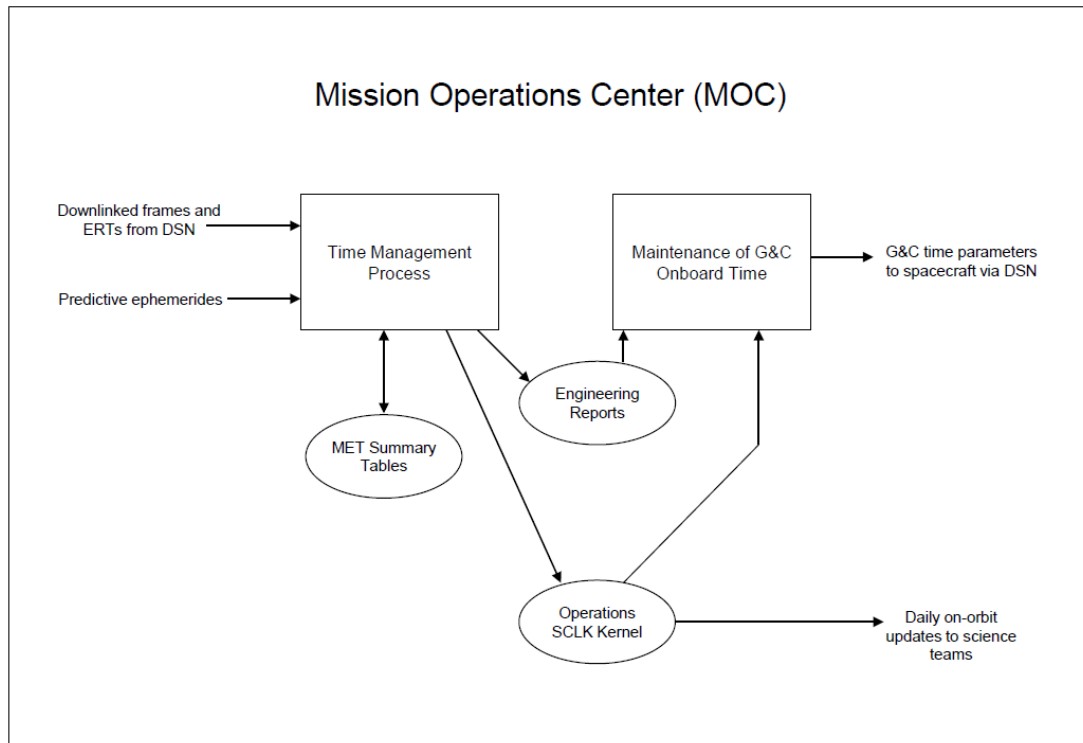 Mission Operations Center (MOC)
Downlinked frames and
ERTs from DSN
Time Management
Process
Maintenance of G&C
Onboard Time
G&C time parameters
to spacecraft via DSN
Predictive ephemerides
Engineering
Reports
MET Summary
Tables
Operations
SCLK Kernel
Daily on-orbit
updates to science
teams